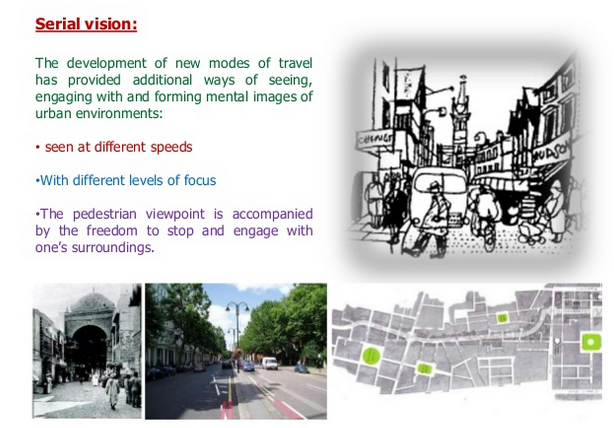 Serial vision:
The development of new modes of travel
has provided additional ways of seeing,
engaging with and forming mental images of
urban environments:
• seen at different speeds
•With different levels of focus
•The pedestrian viewpoint is accompanied
by the freedom to stop and engage with
one's surroundings.
HUDSON